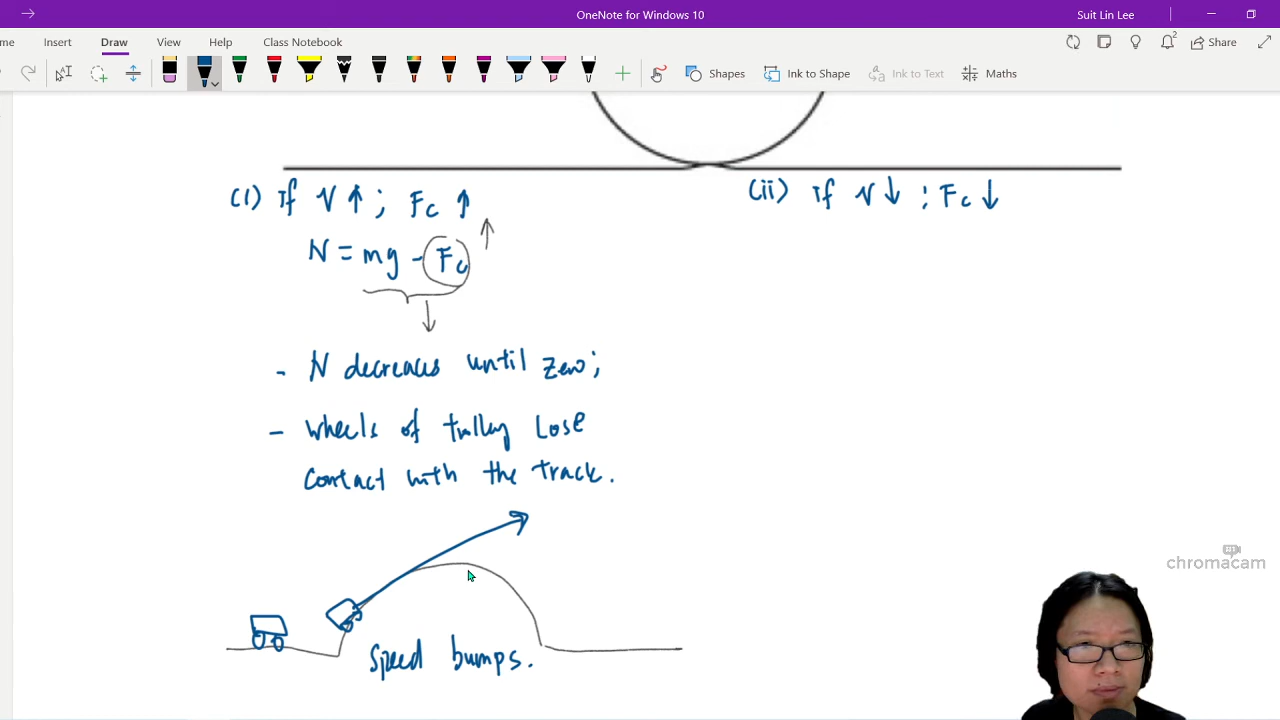 OneNote for Windows 10
Suit Lin Lee
me Insert Draw View Help Class Notebook
Share
Shapes Ink to Shape Ink to Text Maths
(i) If v ↑ ; Fc ↑
(ii) If v ↓ ; Fc ↓
N = mg - Fc ↑
↓
- N decreases until zero;
- Wheels of trolley lose
contact with the track.
Speed bumps.
chromacam